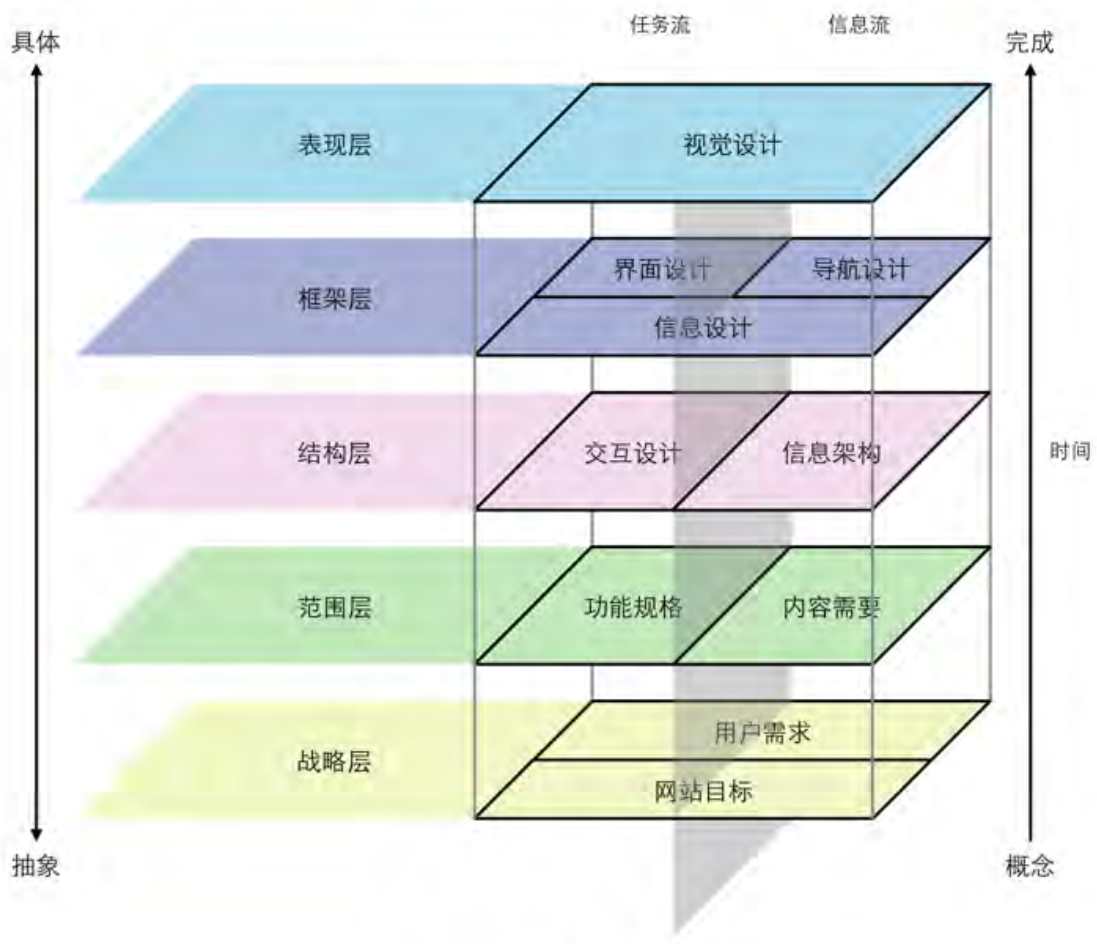 任务流
信息流
具体
完成
表现层
视觉设计
界面设计
导航设计
框架层
信息设计
结构层
交互设计
信息架构
时间
范围层
功能规格
内容需要
用户需求
战略层
网站目标
抽象
概念